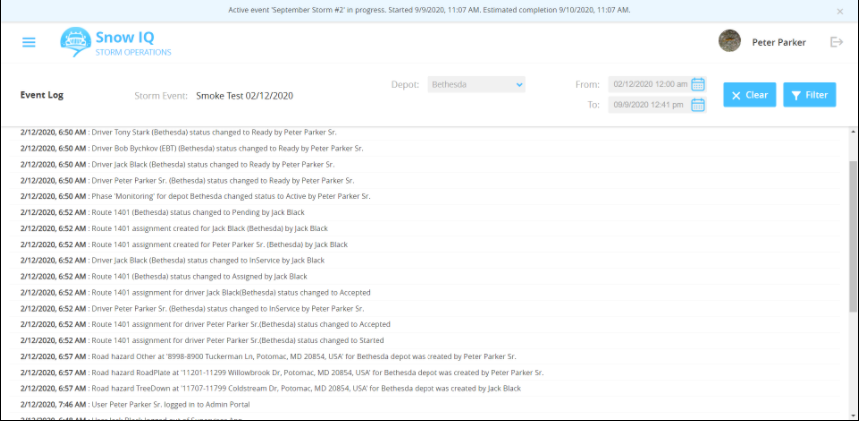 Active event 'September Storm #2' in progress. Started 9/9/2020, 11:07 AM. Estimated completion 9/10/2020, 11:07 AM.
Snow IQ
STORM OPERATIONS
Peter Parker
Event Log
Storm Event: Smoke Test 02/12/2020
Depot: Bethesda
From: 02/12/2020 12:00 am
To: 09/9/2020 12:41 pm
Clear
Filter
2/12/2020, 6:50 AM : Driver Tony Stark (Bethesda) status changed to Ready by Peter Parker Sr.
2/12/2020, 6:50 AM : Driver Bob Bychkov (EBT) (Bethesda) status changed to Ready by Peter Parker Sr.
2/12/2020, 6:50 AM : Driver Jack Black (Bethesda) status changed to Ready by Peter Parker Sr.
2/12/2020, 6:50 AM : Driver Peter Parker Sr. (Bethesda) status changed to Ready by Peter Parker Sr.
2/12/2020, 6:50 AM : Phase 'Monitoring' for depot Bethesda changed status to Active by Peter Parker Sr.
2/12/2020, 6:52 AM : Route 1401 (Bethesda) status changed to Pending by Jack Black
2/12/2020, 6:52 AM : Route 1401 assignment created for Jack Black (Bethesda) by Jack Black
2/12/2020, 6:52 AM : Route 1401 assignment created for Peter Parker Sr. (Bethesda) by Jack Black
2/12/2020, 6:52 AM : Driver Jack Black (Bethesda) status changed to InService by Jack Black
2/12/2020, 6:52 AM : Route 1401 (Bethesda) status changed to Assigned by Jack Black
2/12/2020, 6:52 AM : Route 1401 assignment for driver Jack Black(Bethesda) status changed to Accepted
2/12/2020, 6:52 AM : Driver Peter Parker Sr. (Bethesda) status changed to InService by Peter Parker Sr.
2/12/2020, 6:52 AM : Route 1401 assignment for driver Peter Parker Sr.(Bethesda) status changed to Accepted
2/12/2020, 6:52 AM : Route 1401 assignment for driver Peter Parker Sr.(Bethesda) status changed to Started
2/12/2020, 6:57 AM : Road hazard Other at '8998-8900 Tuckerman Ln, Potomac, MD 20854, USA' for Bethesda depot was created by Peter Parker Sr.
2/12/2020, 6:57 AM : Road hazard RoadPlate at '11201-11299 Willowbrook Dr, Potomac, MD 20854, USA' for Bethesda depot was created by Peter Parker Sr.
2/12/2020, 6:57 AM : Road hazard TreeDown at '11707-11799 Coldstream Dr, Potomac, MD 20854, USA' for Bethesda depot was created by Jack Black
2/12/2020, 7:46 AM : User Peter Parker Sr. logged in to Admin Portal